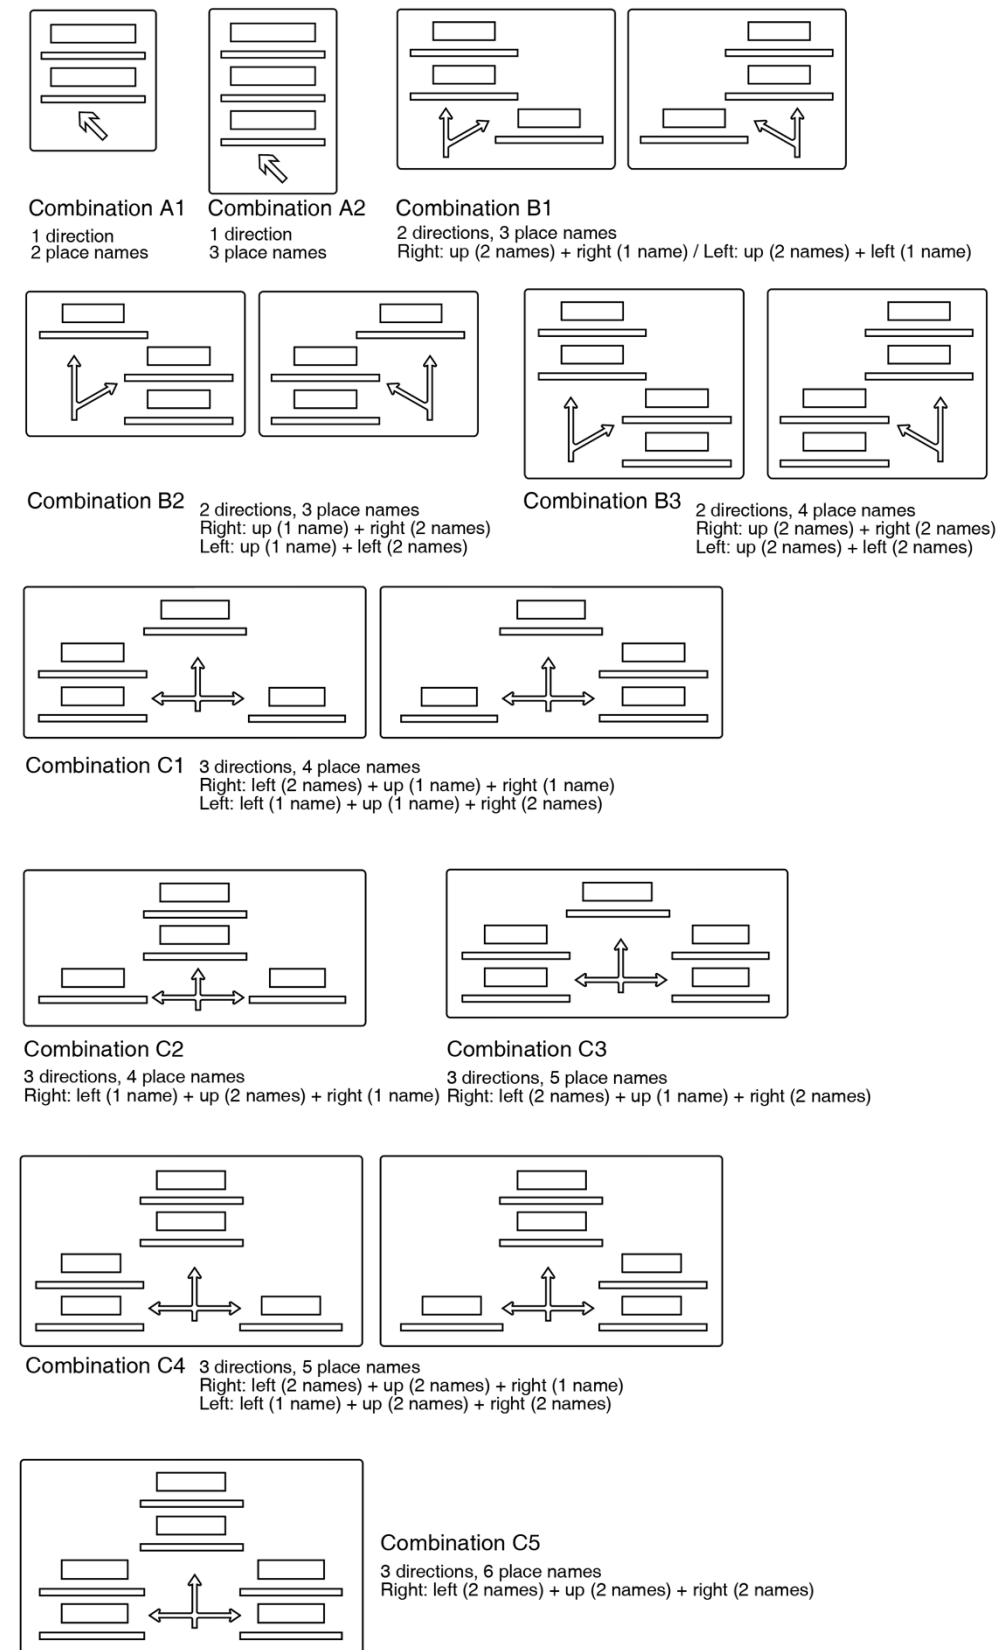 Combination A1
1 direction
2 place names
Combination A2
1 direction
3 place names
Combination B1
2 directions, 3 place names
Right: up (2 names) + right (1 name) / Left: up (2 names) + left (1 name)
Combination B2
2 directions, 3 place names
Right: up (1 name) + right (2 names)
Left: up (1 name) + left (2 names)
Combination B3
2 directions, 4 place names
Right: up (2 names) + right (2 names)
Left: up (2 names) + left (2 names)
Combination C1
3 directions, 4 place names
Right: left (2 names) + up (1 name) + right (1 name)
Left: left (1 name) + up (1 name) + right (2 names)
Combination C2
3 directions, 4 place names
Right: left (1 name) + up (2 names) + right (1 name)
Combination C3
3 directions, 5 place names
Right: left (2 names) + up (1 name) + right (2 names)
Combination C4
3 directions, 5 place names
Right: left (2 names) + up (2 names) + right (1 name)
Left: left (1 name) + up (2 names) + right (2 names)
Combination C5
3 directions, 6 place names
Right: left (2 names) + up (2 names) + right (2 names)